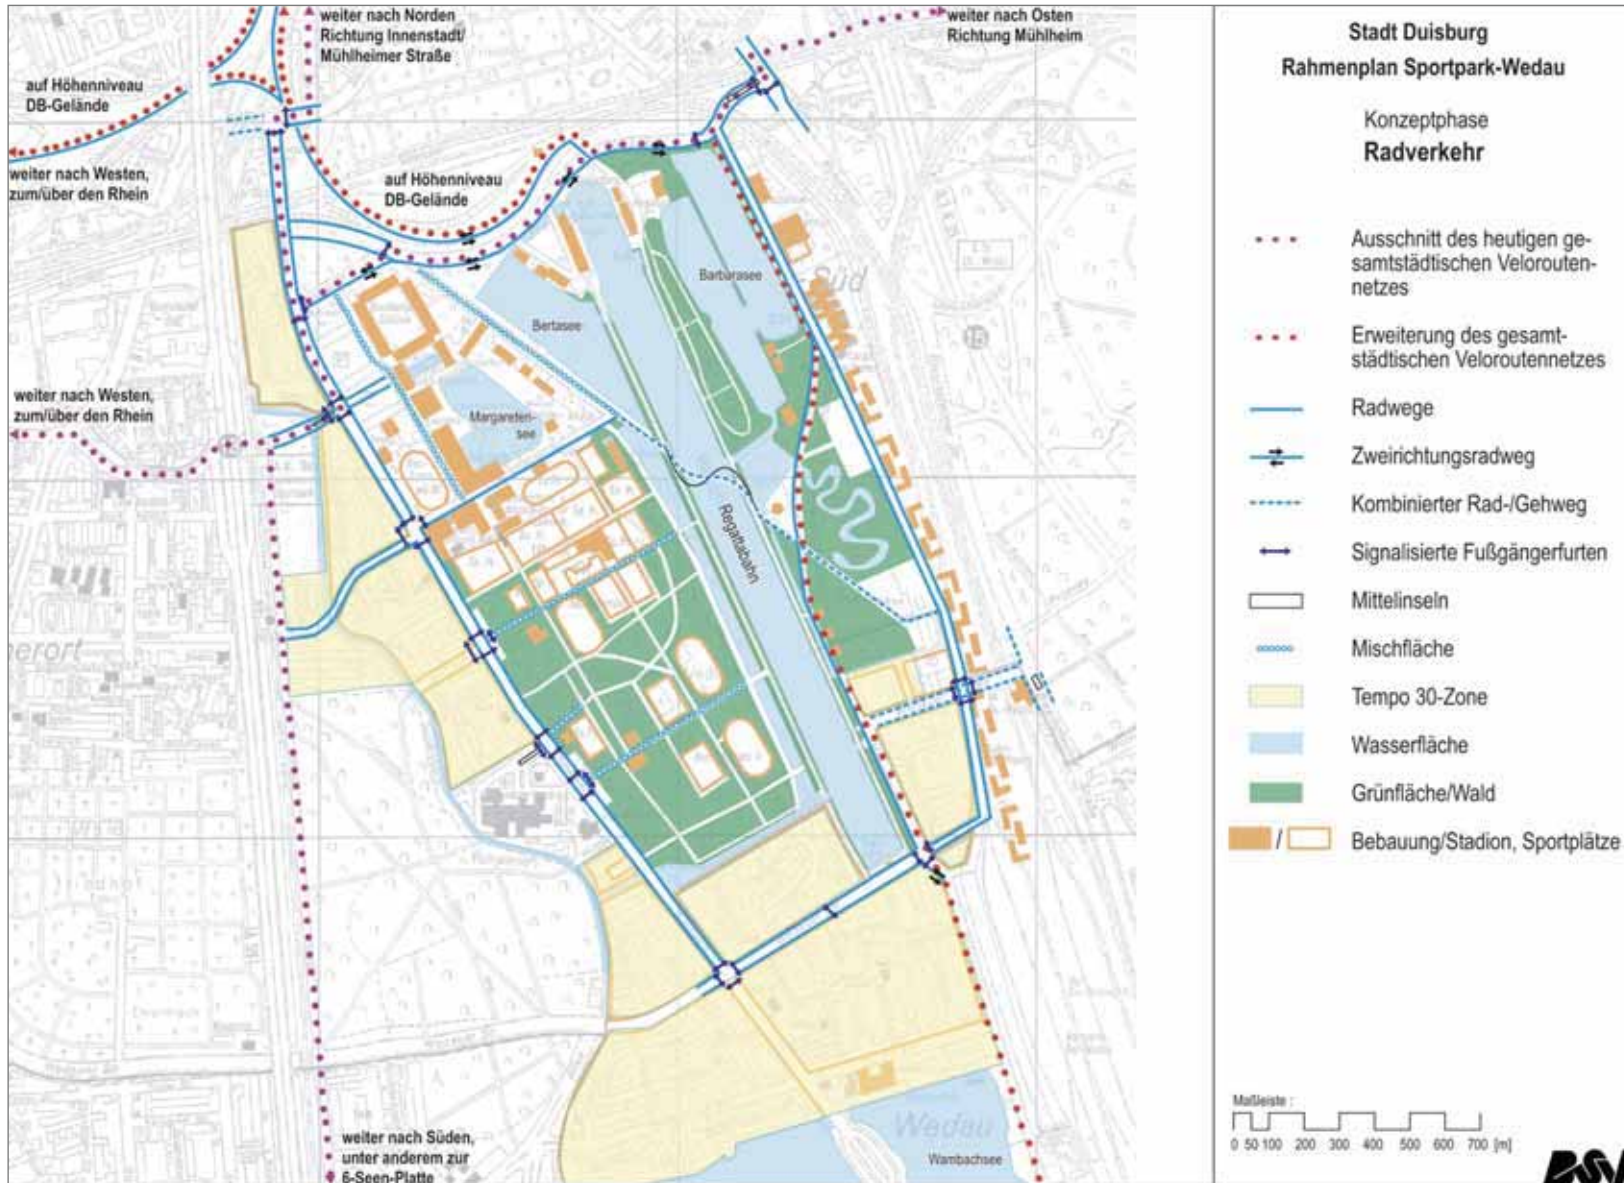 weiter nach Norden
Richtung Innenstadt/
Mühlheimer Straße
weiter nach Osten
Richtung Mühlheim
auf Höhenniveau
DB-Gelände
weiter nach Westen,
zum/über den Rhein
auf Höhenniveau
DB-Gelände
Barbarasee
Süd
Bertasee
weiter nach Westen,
zum/über den Rhein
Margareten-
see
Regattabahn
erort
Wedau
Wambachsee
weiter nach Süden,
unter anderem zur
6-Seen-Platte
Stadt Duisburg
Rahmenplan Sportpark-Wedau
Konzeptphase
Radverkehr
Ausschnitt des heutigen ge-
samtstädtischen Velorouten-
netzes
Erweiterung des gesamt-
städtischen Veloroutennetzes
Radwege
Zweirichtungsradweg
Kombinierter Rad-/Gehweg
Signalisierte Fußgängerfurten
Mittelinseln
Mischfläche
Tempo 30-Zone
Wasserfläche
Grünfläche/Wald
/ Bebauung/Stadion, Sportplätze
Maßleiste :
0 50 100 200 300 400 500 600 700 [m]